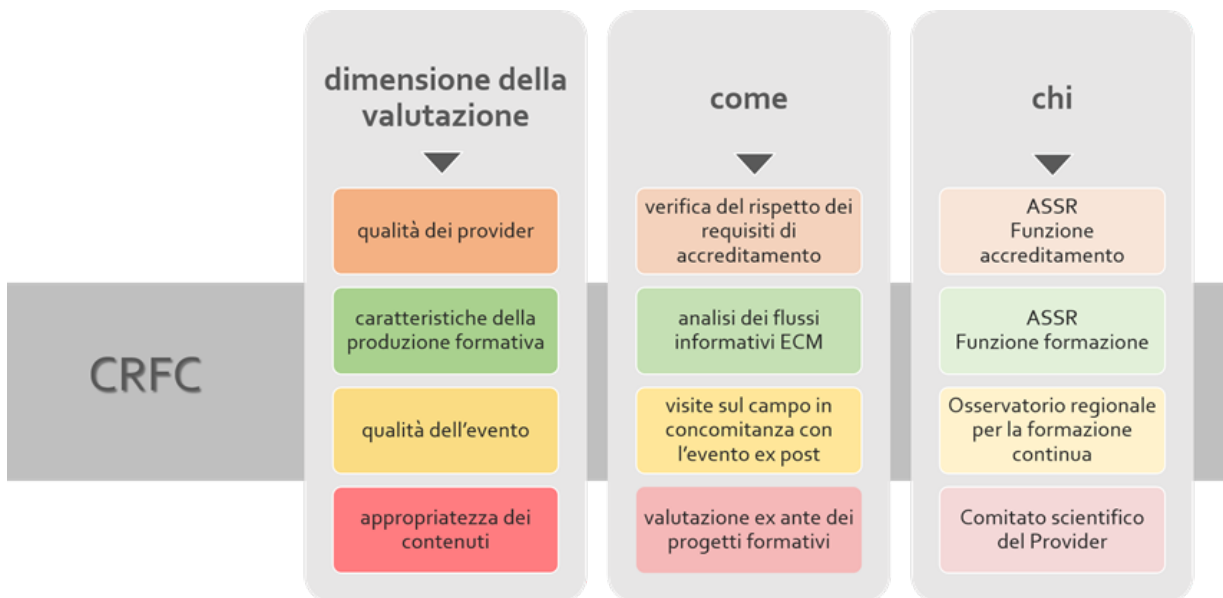 dimensione della
valutazione
come
chi
qualità dei provider
verifica del rispetto dei
requisiti di
accreditamento
ASSR
Funzione
accreditamento
CRFC
caratteristiche della
produzione formativa
analisi dei flussi
informativi ECM
ASSR
Funzione formazione
qualità dell'evento
visite sul campo in
concomitanza con
l'evento ex post
Osservatorio regionale
per la formazione
continua
appropriatezza dei
contenuti
valutazione ex ante dei
progetti formativi
Comitato scientifico
del Provider